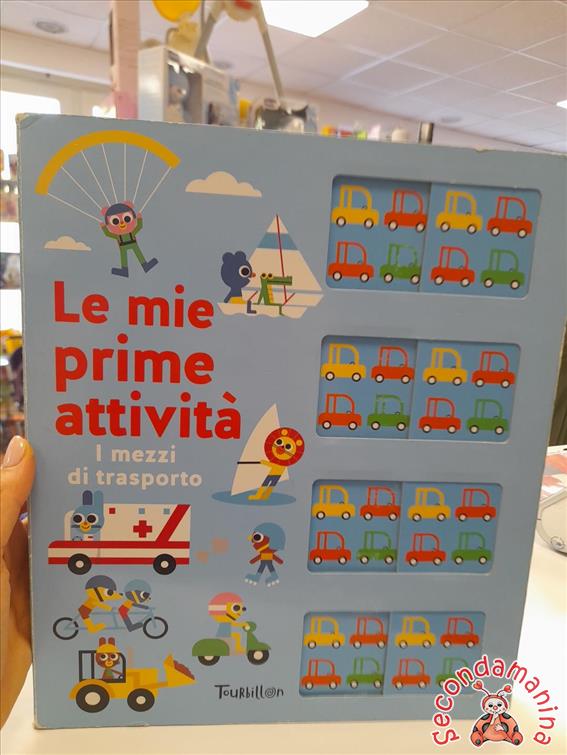 Le mie
prime
attività
I mezzi
di trasporto
Tourbillon
secondamanina